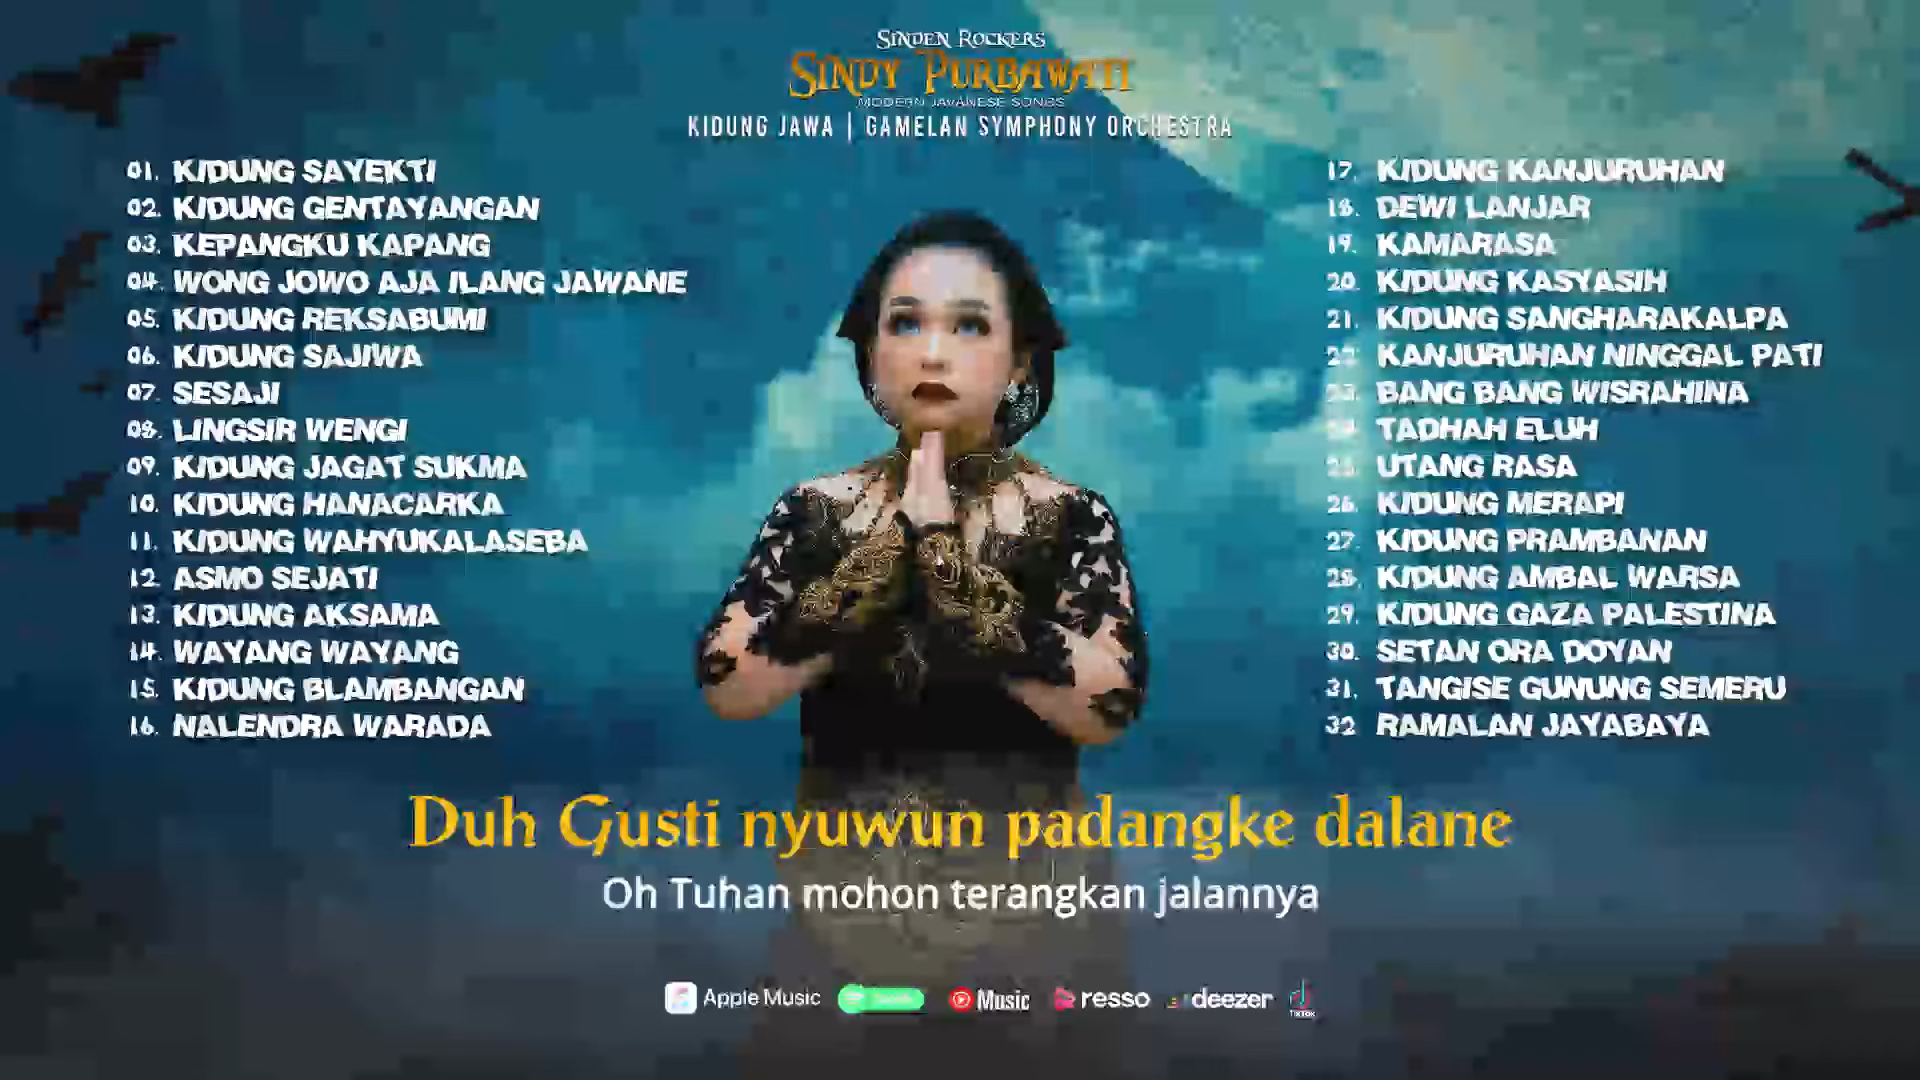 SINDEN ROCKERS
SINDY PURBAWATI
MODERN JAVANESE SONGS
KIDUNG JAWA | GAMELAN SYMPHONY ORCHESTRA
01. KIDUNG SAYEKTI
02. KIDUNG GENTAYANGAN
03. KEPANGKU KAPANG
04. WONG JOWO AJA ILANG JAWANE
05. KIDUNG REKSABUMI
06. KIDUNG SAJIWA
07. SESAJI
08. LINGSIR WENGI
09. KIDUNG JAGAT SUKMA
10. KIDUNG HANACARKA
11. KIDUNG WAHYUKALASEBA
12 ASMO SEJATI
13. KIDUNG AKSAMA
14. WAYANG WAYANG
15. KIDUNG BLAMBANGAN
16. NALENDRA WARADA
17. KIDUNG KANJURUHAN
18. DEWI LANJAR
19. KAMARASA
20. KIDUNG KASYASIH
21. KIDUNG SANGHARAKALPA
22 KANJURUHAN NINGGAL PATI
23. BANG BANG WISRAHINA
TADHAH ELUH
25. UTANG RASA
26. KIDUNG MERAPI
27. KIDUNG PRAMBANAN
28. KIDUNG AMBAL WARSA
29. KIDUNG GAZA PALESTINA
30. SETAN ORA DOYAN
31. TANGISE GUNUNG SEMERU
32 RAMALAN JAYABAYA
Duh Gusti nyuwun padangke dalane
Oh Tuhan mohon terangkan jalannya
Apple Music
Music
resso
deezer
TikTok